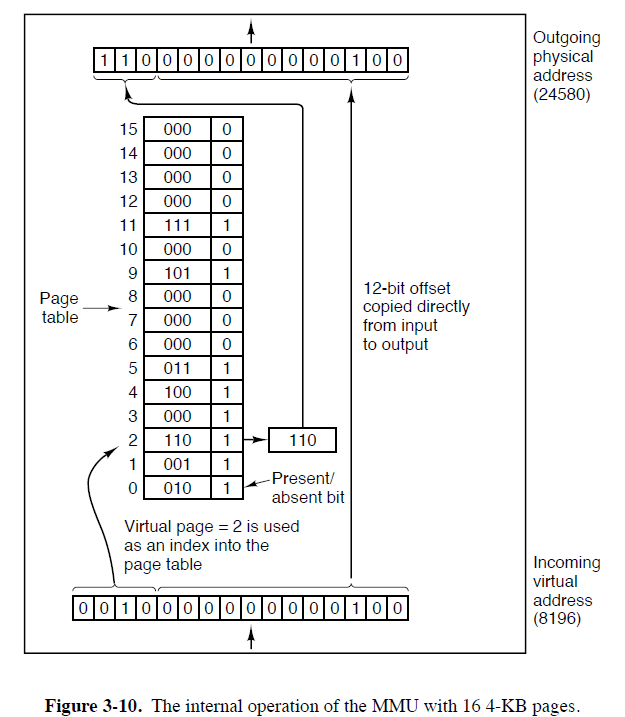 1 1 0 0 0 0 0 0 0 0 0 0 1 0 0
Outgoing
physical
address
(24580)
15 000 0
14 000 0
13 000 0
12 000 0
11 111 1
10 000 0
9 101 1
8 000 0
7 000 0
6 000 0
5 011 1
4 100 1
3 000 1
2 110 1
1 001 1
0 010 1
Page
table
110
12-bit offset
copied directly
from input
to output
Present/
absent bit
Virtual page = 2 is used
as an index into the
page table
0 0 1 0 0 0 0 0 0 0 0 0 0 1 0 0
Incoming
virtual
address
(8196)
Figure 3-10. The internal operation of the MMU with 16 4-KB pages.